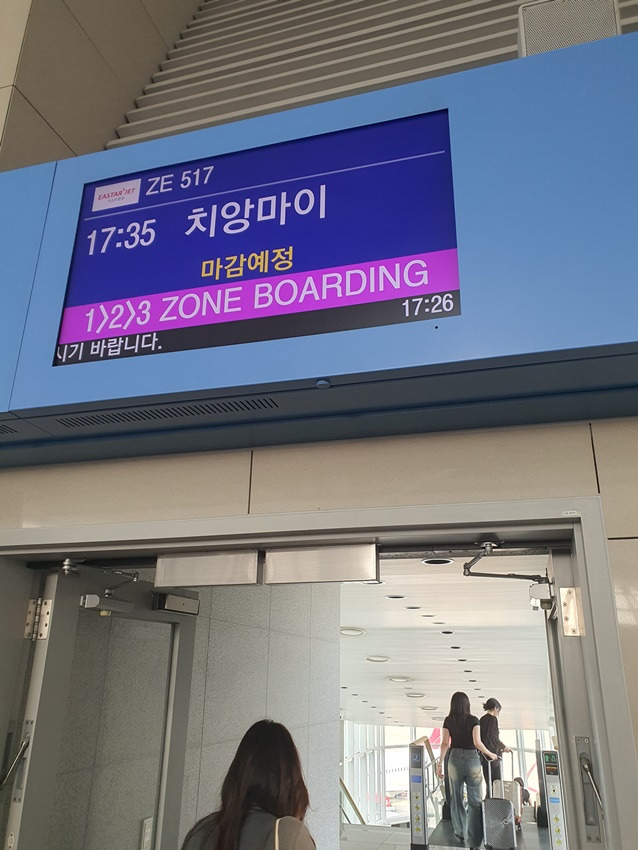 EASTAR JET
ZE 517
17:35 치앙마이
마감예정
1>2>3 ZONE BOARDING
17:26
시기 바랍니다.